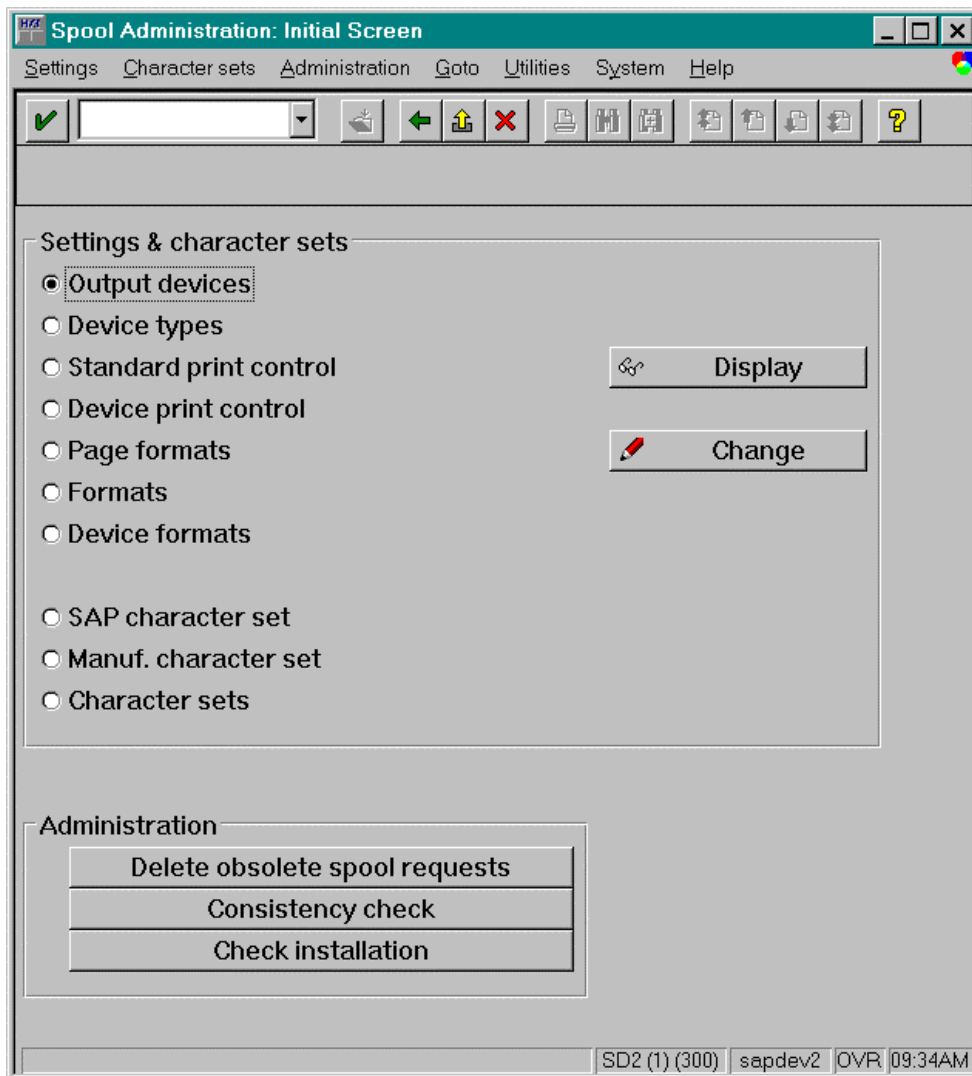 Spool Administration: Initial Screen
Settings Character sets Administration Goto Utilities System Help
Settings & character sets
Output devices
Device types
Standard print control
Display
Device print control
Page formats
Change
Formats
Device formats
SAP character set
Manuf. character set
Character sets
Administration
Delete obsolete spool requests
Consistency check
Check installation
SD2 (1) (300) sapdev2 OVR 09:34AM